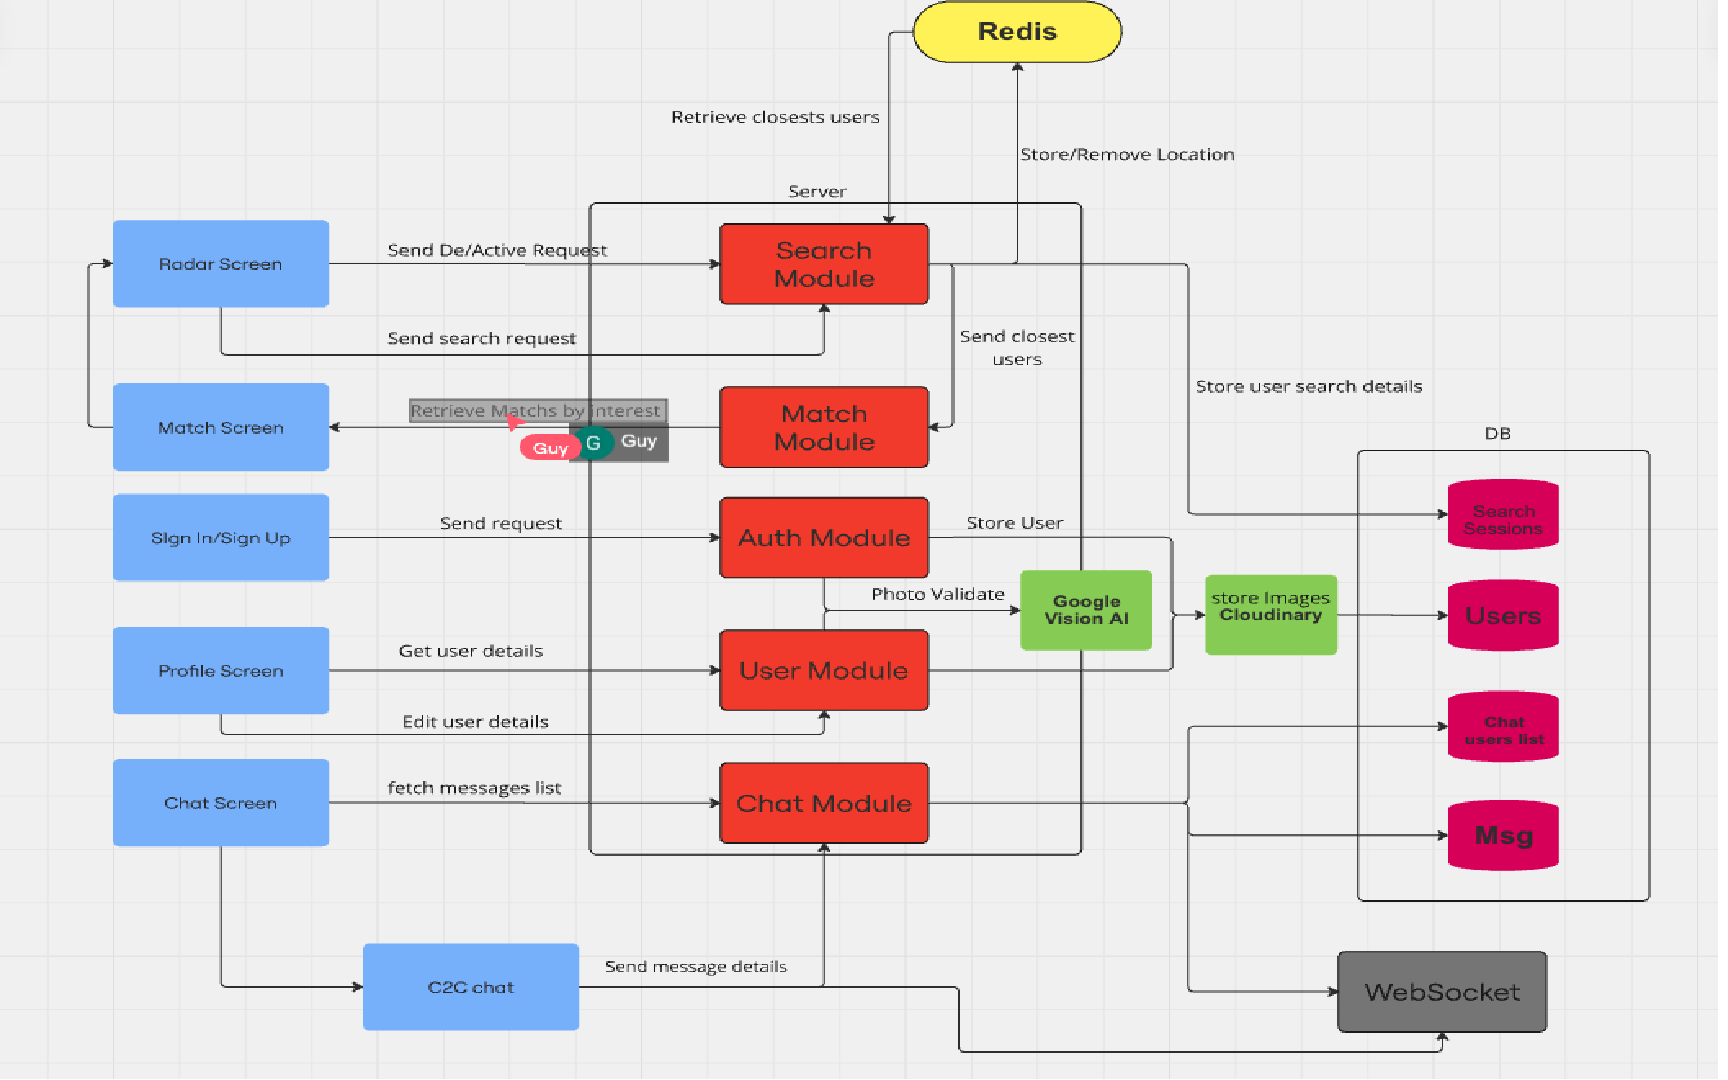 Redis
Retrieve closests users
Store/Remove Location
Server
Send De/Active Request
Radar Screen
Search
Module
Send search request
Send closest
users
Store user search details
Retrieve Matchs by interest
Match Screen
Guy
G
Guy
Match
Module
DB
Search
Sessions
SIgn In/Sign Up
Send request
Auth Module
Store User
Photo Validate
Google
Vision AI
store Images
Cloudinary
Users
Get user details
Profile Screen
User Module
Edit user details
Chat
users list
fetch messages list
Chat Screen
Chat Module
Msg
Send message details
C2C chat
WebSocket